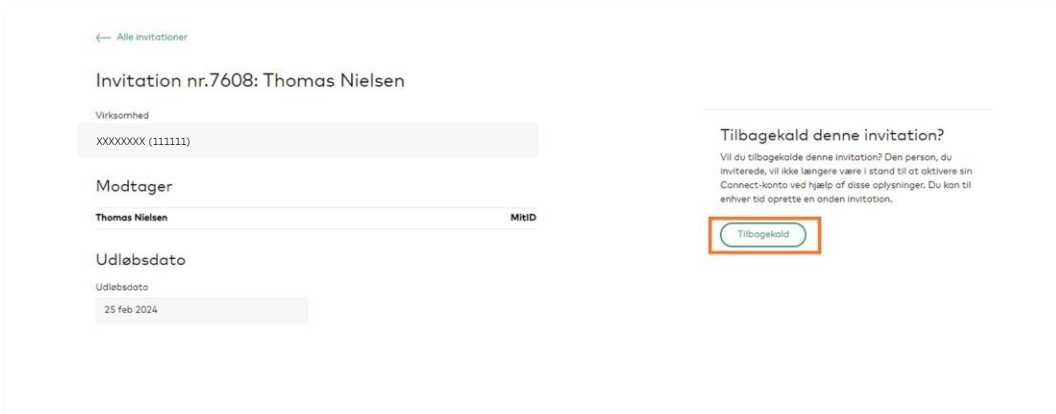 ← Alle invitationer
Invitation nr.7608: Thomas Nielsen
Virksomhed
XXXXXXXX (111111)
Modtager
Thomas Nielsen MitID
Udløbsdato
Udløbsdato
25 feb 2024
Tilbagekald denne invitation?
Vil du tilbagekalde denne invitation? Den person, du
inviterede, vil ikke længere være i stand til at aktivere sin
Connect-konto ved hjælp af disse oplysninger. Du kan til
enhver tid oprette en anden invitation.
Tilbagekald